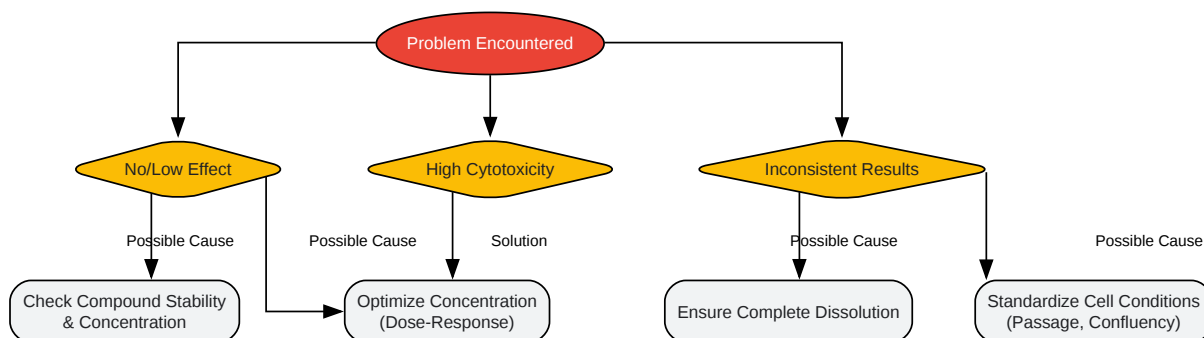 Problem Encountered
No/Low Effect
High Cytotoxicity
Inconsistent Results
Possible Cause
Possible Cause
Solution
Possible Cause
Possible Cause
Check Compound Stability
& Concentration
Optimize Concentration
(Dose-Response)
Ensure Complete Dissolution
Standardize Cell Conditions
(Passage, Confluency)